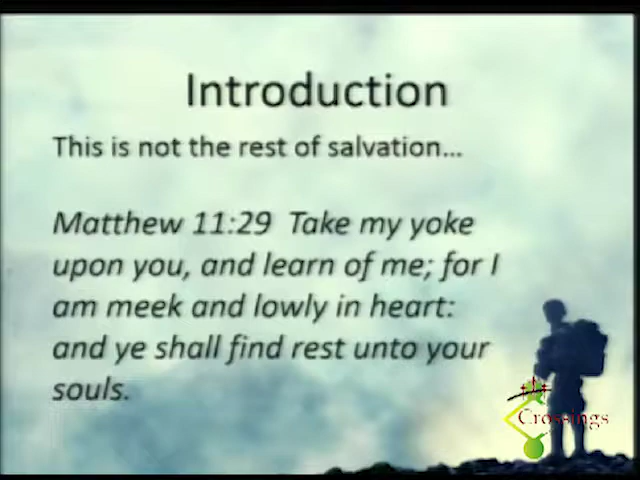 Introduction
This is not the rest of salvation...
Matthew 11:29  Take my yoke
upon you, and learn of me; for I
am meek and lowly in heart:
and ye shall find rest unto your
souls.
Crossings